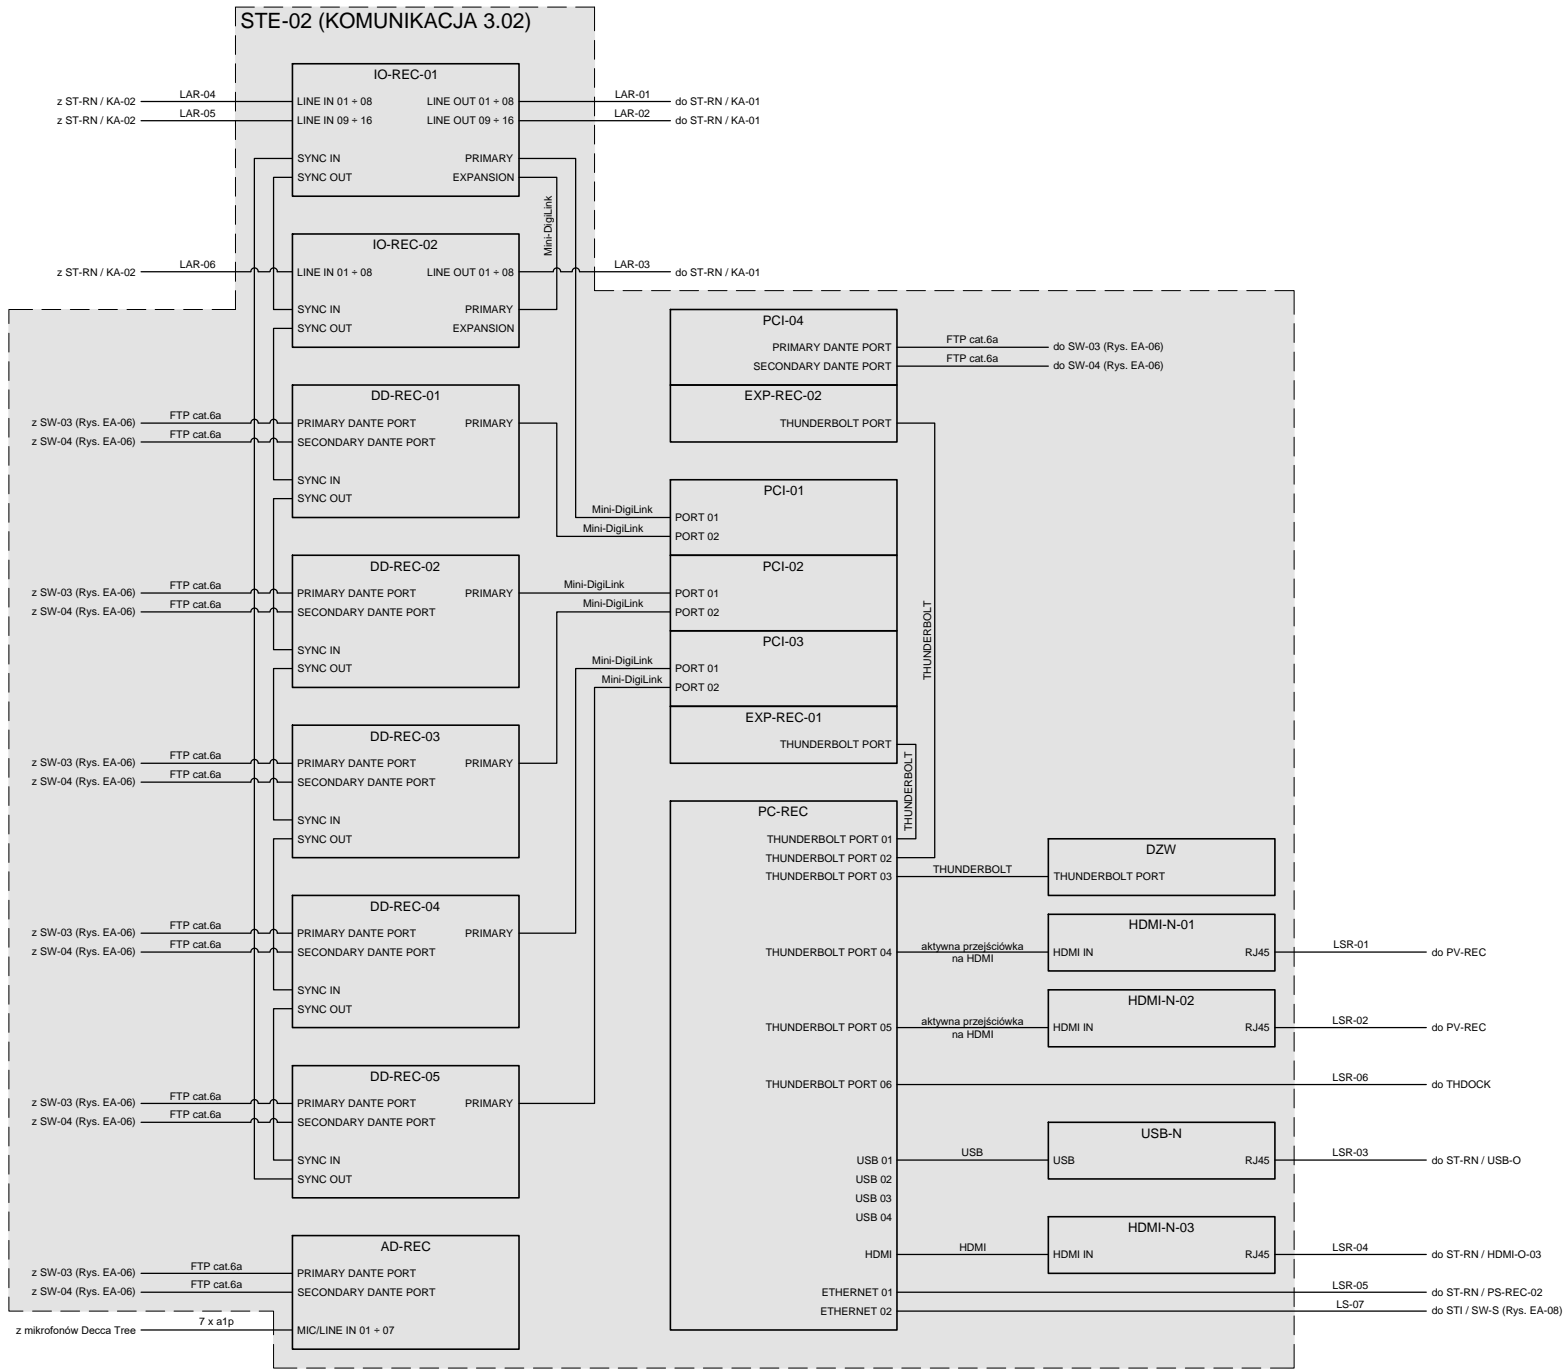 STE-02 (KOMUNIKACJA 3.02)
IO-REC-01
z ST-RN / KA-02
LAR-04
LINE IN 01 ÷ 08
LINE OUT 01 ÷ 08
LAR-01
do ST-RN / KA-01
z ST-RN / KA-02
LAR-05
LINE IN 09 ÷ 16
LINE OUT 09 ÷ 16
LAR-02
do ST-RN / KA-01
SYNC IN
PRIMARY
SYNC OUT
EXPANSION
Mini-DigiLink
IO-REC-02
z ST-RN / KA-02
LAR-06
LINE IN 01 ÷ 08
LINE OUT 01 ÷ 08
LAR-03
do ST-RN / KA-01
SYNC IN
PRIMARY
SYNC OUT
EXPANSION
DD-REC-01
z SW-03 (Rys. EA-06)
FTP cat.6a
PRIMARY DANTE PORT
PRIMARY
z SW-04 (Rys. EA-06)
FTP cat.6a
SECONDARY DANTE PORT
SYNC IN
SYNC OUT
DD-REC-02
z SW-03 (Rys. EA-06)
FTP cat.6a
PRIMARY DANTE PORT
PRIMARY
z SW-04 (Rys. EA-06)
FTP cat.6a
SECONDARY DANTE PORT
SYNC IN
SYNC OUT
DD-REC-03
z SW-03 (Rys. EA-06)
FTP cat.6a
PRIMARY DANTE PORT
PRIMARY
z SW-04 (Rys. EA-06)
FTP cat.6a
SECONDARY DANTE PORT
SYNC IN
SYNC OUT
DD-REC-04
z SW-03 (Rys. EA-06)
FTP cat.6a
PRIMARY DANTE PORT
PRIMARY
z SW-04 (Rys. EA-06)
FTP cat.6a
SECONDARY DANTE PORT
SYNC IN
SYNC OUT
DD-REC-05
z SW-03 (Rys. EA-06)
FTP cat.6a
PRIMARY DANTE PORT
PRIMARY
z SW-04 (Rys. EA-06)
FTP cat.6a
SECONDARY DANTE PORT
SYNC IN
SYNC OUT
AD-REC
z SW-03 (Rys. EA-06)
FTP cat.6a
PRIMARY DANTE PORT
z SW-04 (Rys. EA-06)
FTP cat.6a
SECONDARY DANTE PORT
z mikrofonów Decca Tree
7 x a1p
MIC/LINE IN 01 ÷ 07
PCI-04
PRIMARY DANTE PORT
FTP cat.6a
do SW-03 (Rys. EA-06)
SECONDARY DANTE PORT
FTP cat.6a
do SW-04 (Rys. EA-06)
EXP-REC-02
THUNDERBOLT PORT
PCI-01
Mini-DigiLink
PORT 01
Mini-DigiLink
PORT 02
PCI-02
Mini-DigiLink
PORT 01
Mini-DigiLink
PORT 02
PCI-03
Mini-DigiLink
PORT 01
Mini-DigiLink
PORT 02
EXP-REC-01
THUNDERBOLT PORT
THUNDERBOLT
THUNDERBOLT
PC-REC
THUNDERBOLT PORT 01
THUNDERBOLT PORT 02
THUNDERBOLT PORT 03
THUNDERBOLT
DZW
THUNDERBOLT PORT
THUNDERBOLT PORT 04
aktywna przejściówka
na HDMI
HDMI-N-01
HDMI IN
RJ45
LSR-01
do PV-REC
THUNDERBOLT PORT 05
aktywna przejściówka
na HDMI
HDMI-N-02
HDMI IN
RJ45
LSR-02
do PV-REC
THUNDERBOLT PORT 06
LSR-06
do THDOCK
USB 01
USB
USB-N
USB
RJ45
LSR-03
do ST-RN / USB-O
USB 02
USB 03
USB 04
HDMI
HDMI
HDMI-N-03
HDMI IN
RJ45
LSR-04
do ST-RN / HDMI-O-03
ETHERNET 01
LSR-05
do ST-RN / PS-REC-02
ETHERNET 02
LS-07
do STI / SW-S (Rys. EA-08)